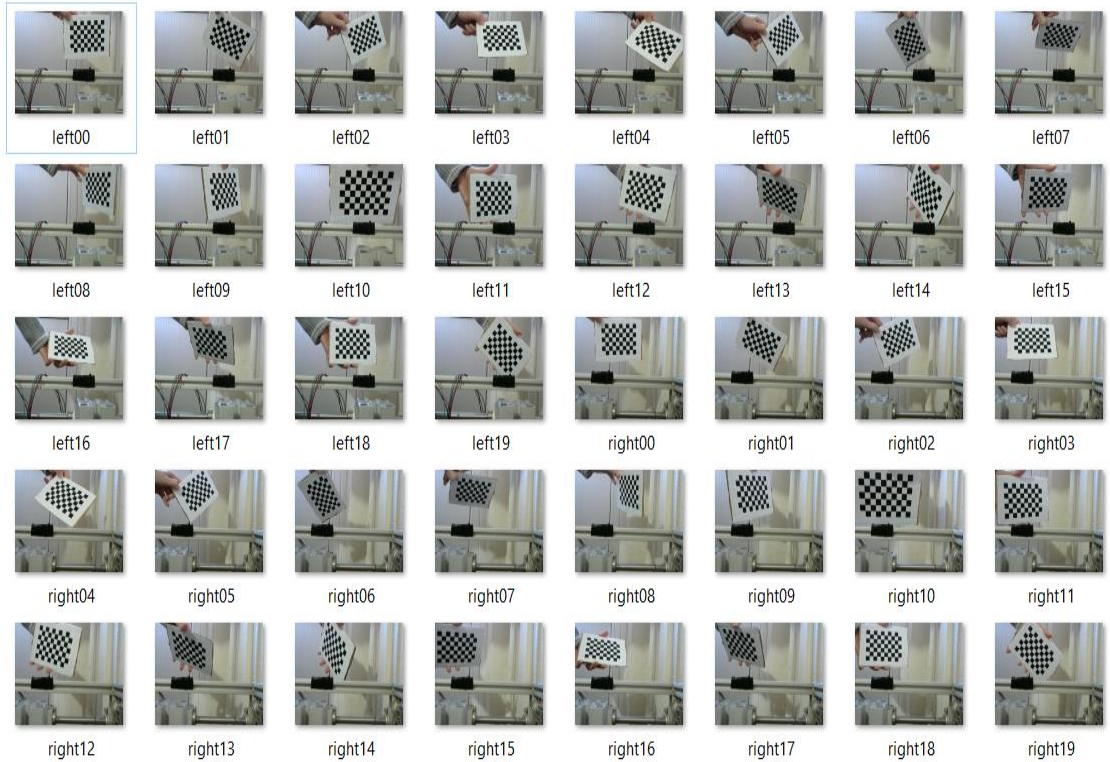 left00 left01 left02 left03 left04 left05 left06 left07
left08 left09 left10 left11 left12 left13 left14 left15
left16 left17 left18 left19 right00 right01 right02 right03
right04 right05 right06 right07 right08 right09 right10 right11
right12 right13 right14 right15 right16 right17 right18 right19